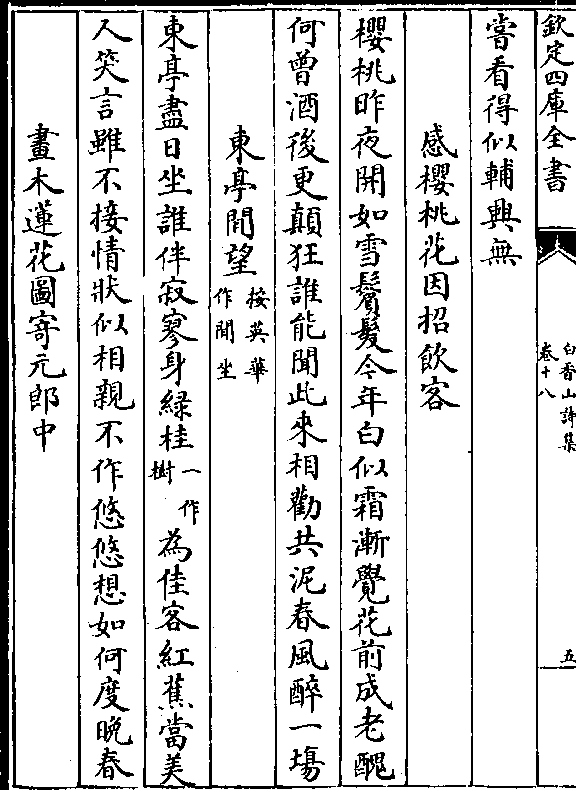 欽定四庫全書
白香山詩集
卷十八
五
嘗看得似輔興無
感櫻桃花因招飲客
櫻桃昨夜開如雪鬢髪今年白似霜漸覺花前成老醜
何曾酒後更顛狂誰能聞此來相勸共泥春風醉一塲
東亭閒望按英華作閒坐
東亭盡日坐誰伴寂寥身緑桂一作樹為佳客紅蕉當美
人笑言雖不接情狀似相親不作悠悠想如何度晩春
畫木蓮花圖寄元郎中